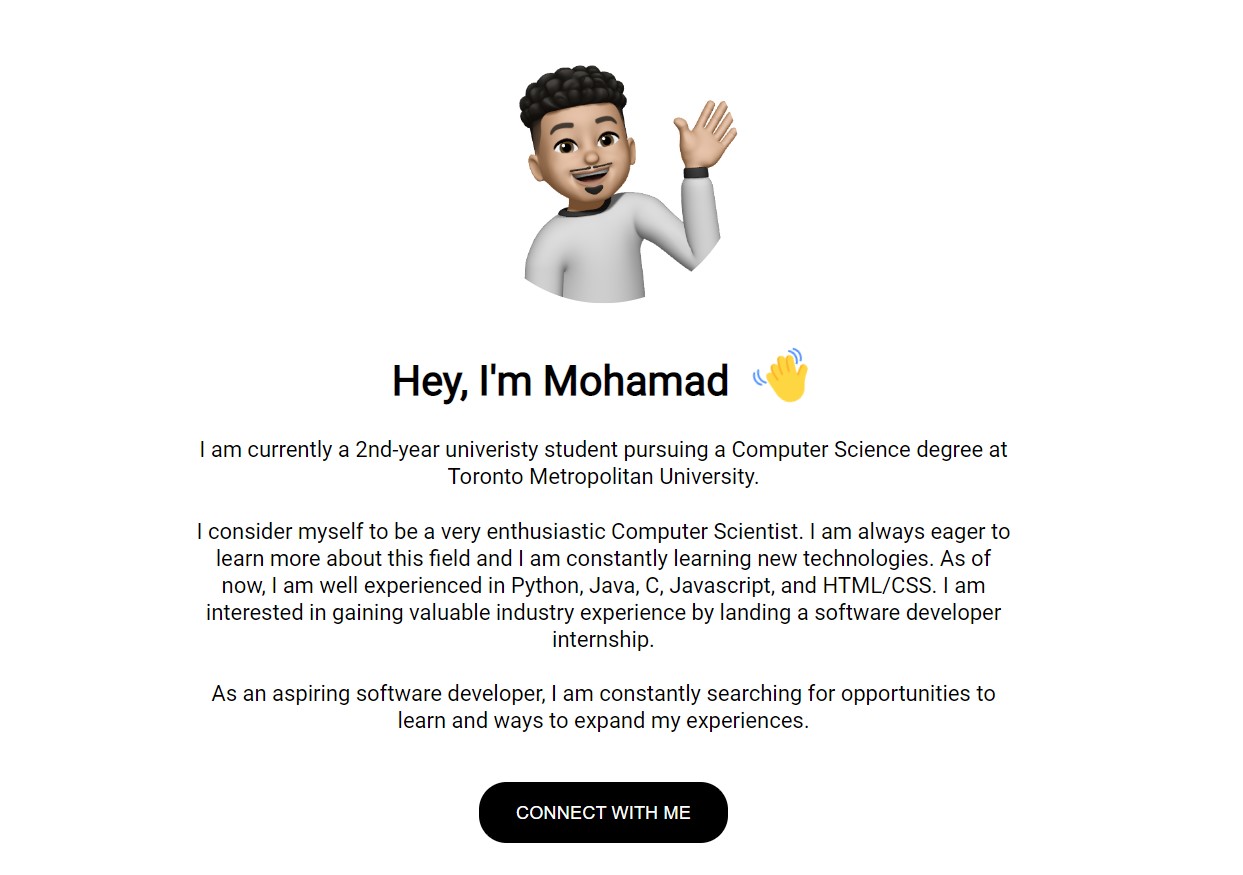 Hey, I'm Mohamad
I am currently a 2nd-year univeristy student pursuing a Computer Science degree at
Toronto Metropolitan University.
I consider myself to be a very enthusiastic Computer Scientist. I am always eager to
learn more about this field and I am constantly learning new technologies. As of
now, I am well experienced in Python, Java, C, Javascript, and HTML/CSS. I am
interested in gaining valuable industry experience by landing a software developer
internship.
As an aspiring software developer, I am constantly searching for opportunities to
learn and ways to expand my experiences.
CONNECT WITH ME